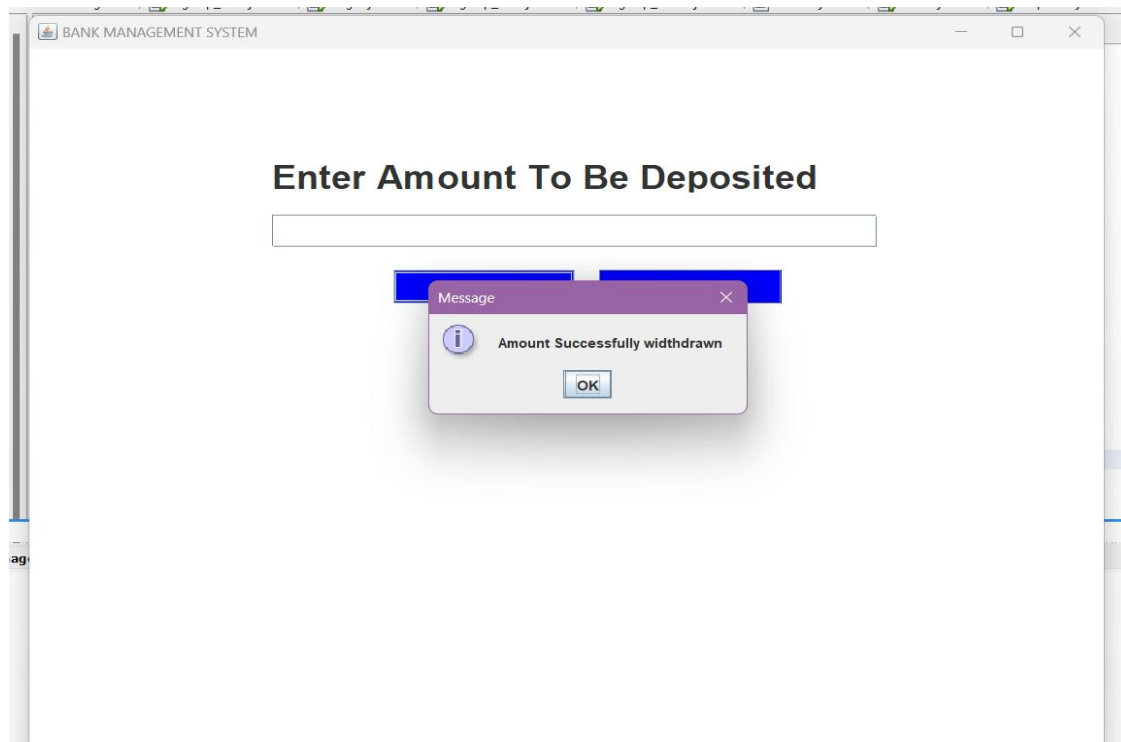 BANK MANAGEMENT SYSTEM
Enter Amount To Be Deposited
Message
Amount Successfully widthdrawn
OK